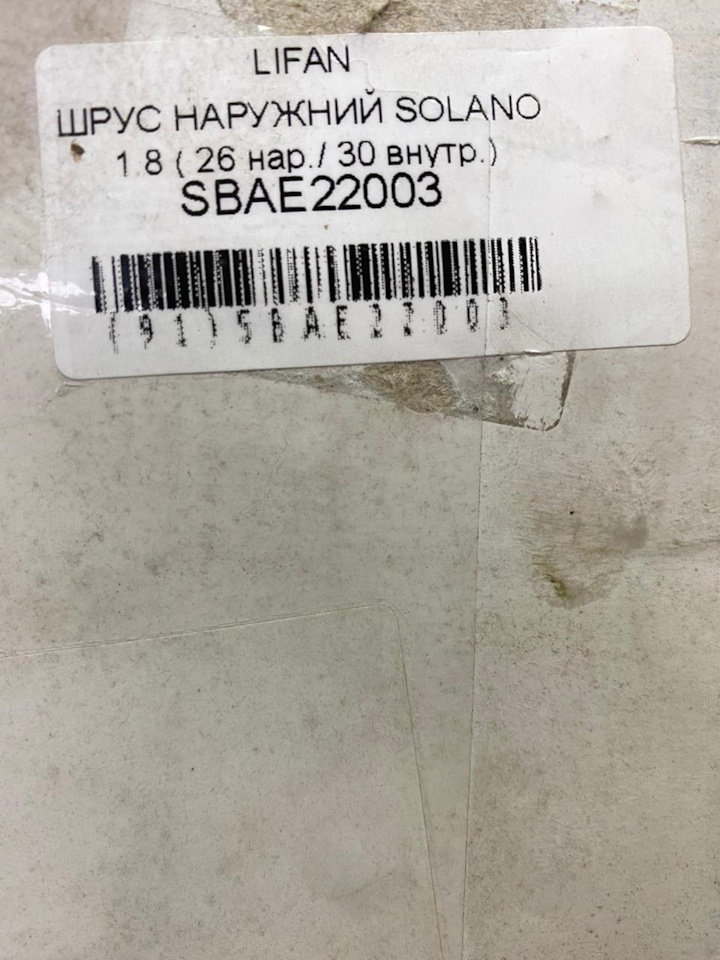 LIFAN
ШРУС НАРУЖНИЙ SOLANO
1.8 ( 26 нар./ 30 внутр.)
SBAE22003
(91)SBAE22003